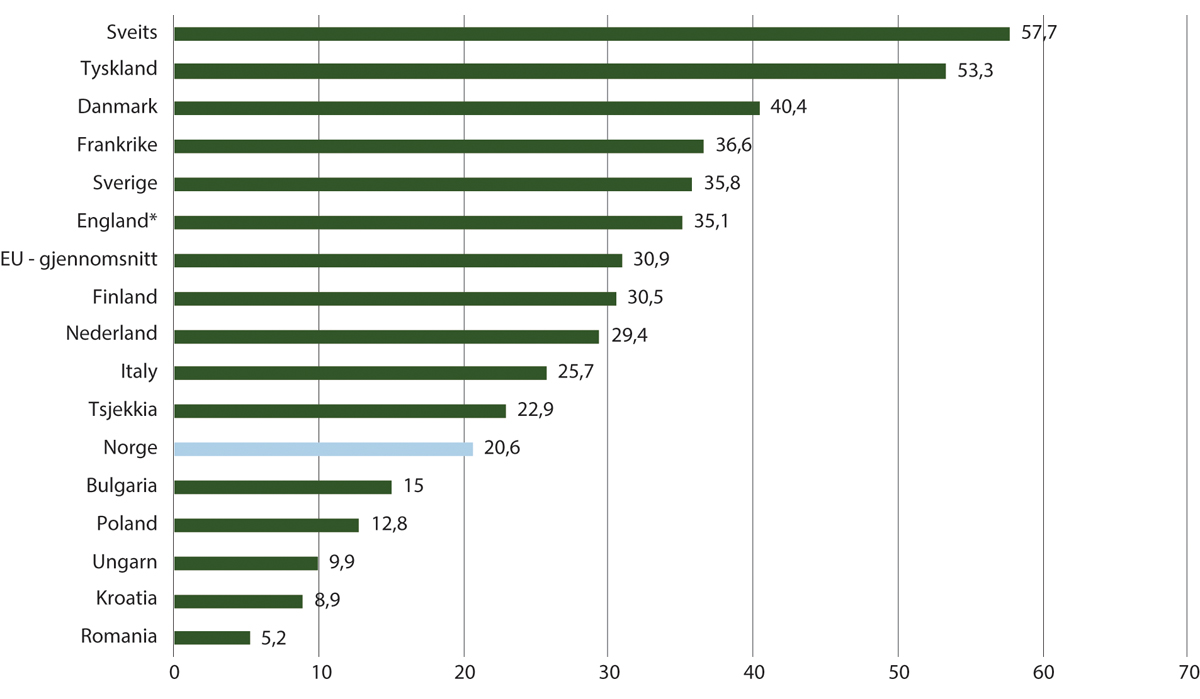 Sveits 57,7
Tyskland 53,3
Danmark 40,4
Frankrike 36,6
Sverige 35,8
England* 35,1
EU - gjennomsnitt 30,9
Finland 30,5
Nederland 29,4
Italy 25,7
Tsjekkia 22,9
Norge 20,6
Bulgaria 15
Poland 12,8
Ungarn 9,9
Kroatia 8,9
Romania 5,2
0 10 20 30 40 50 60 70